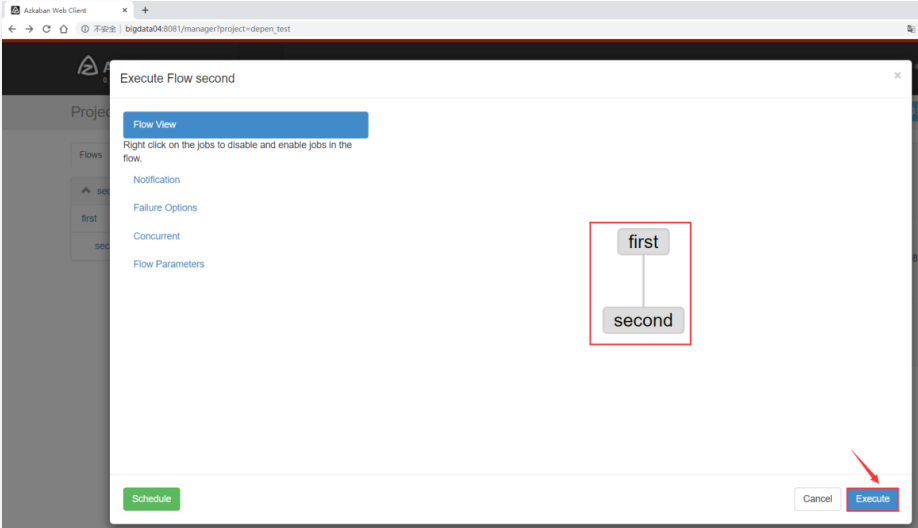 Azkaban Web Client
不安全 | bigdata04:8081/manager?project=depen_test
A
0.
Execute Flow second
×
Projec
Flow View
Right click on the jobs to disable and enable jobs in the
flow.
Flows
Notification
sec
Failure Options
first
Concurrent
sec
Flow Parameters
first
second
Schedule
Cancel
Execute